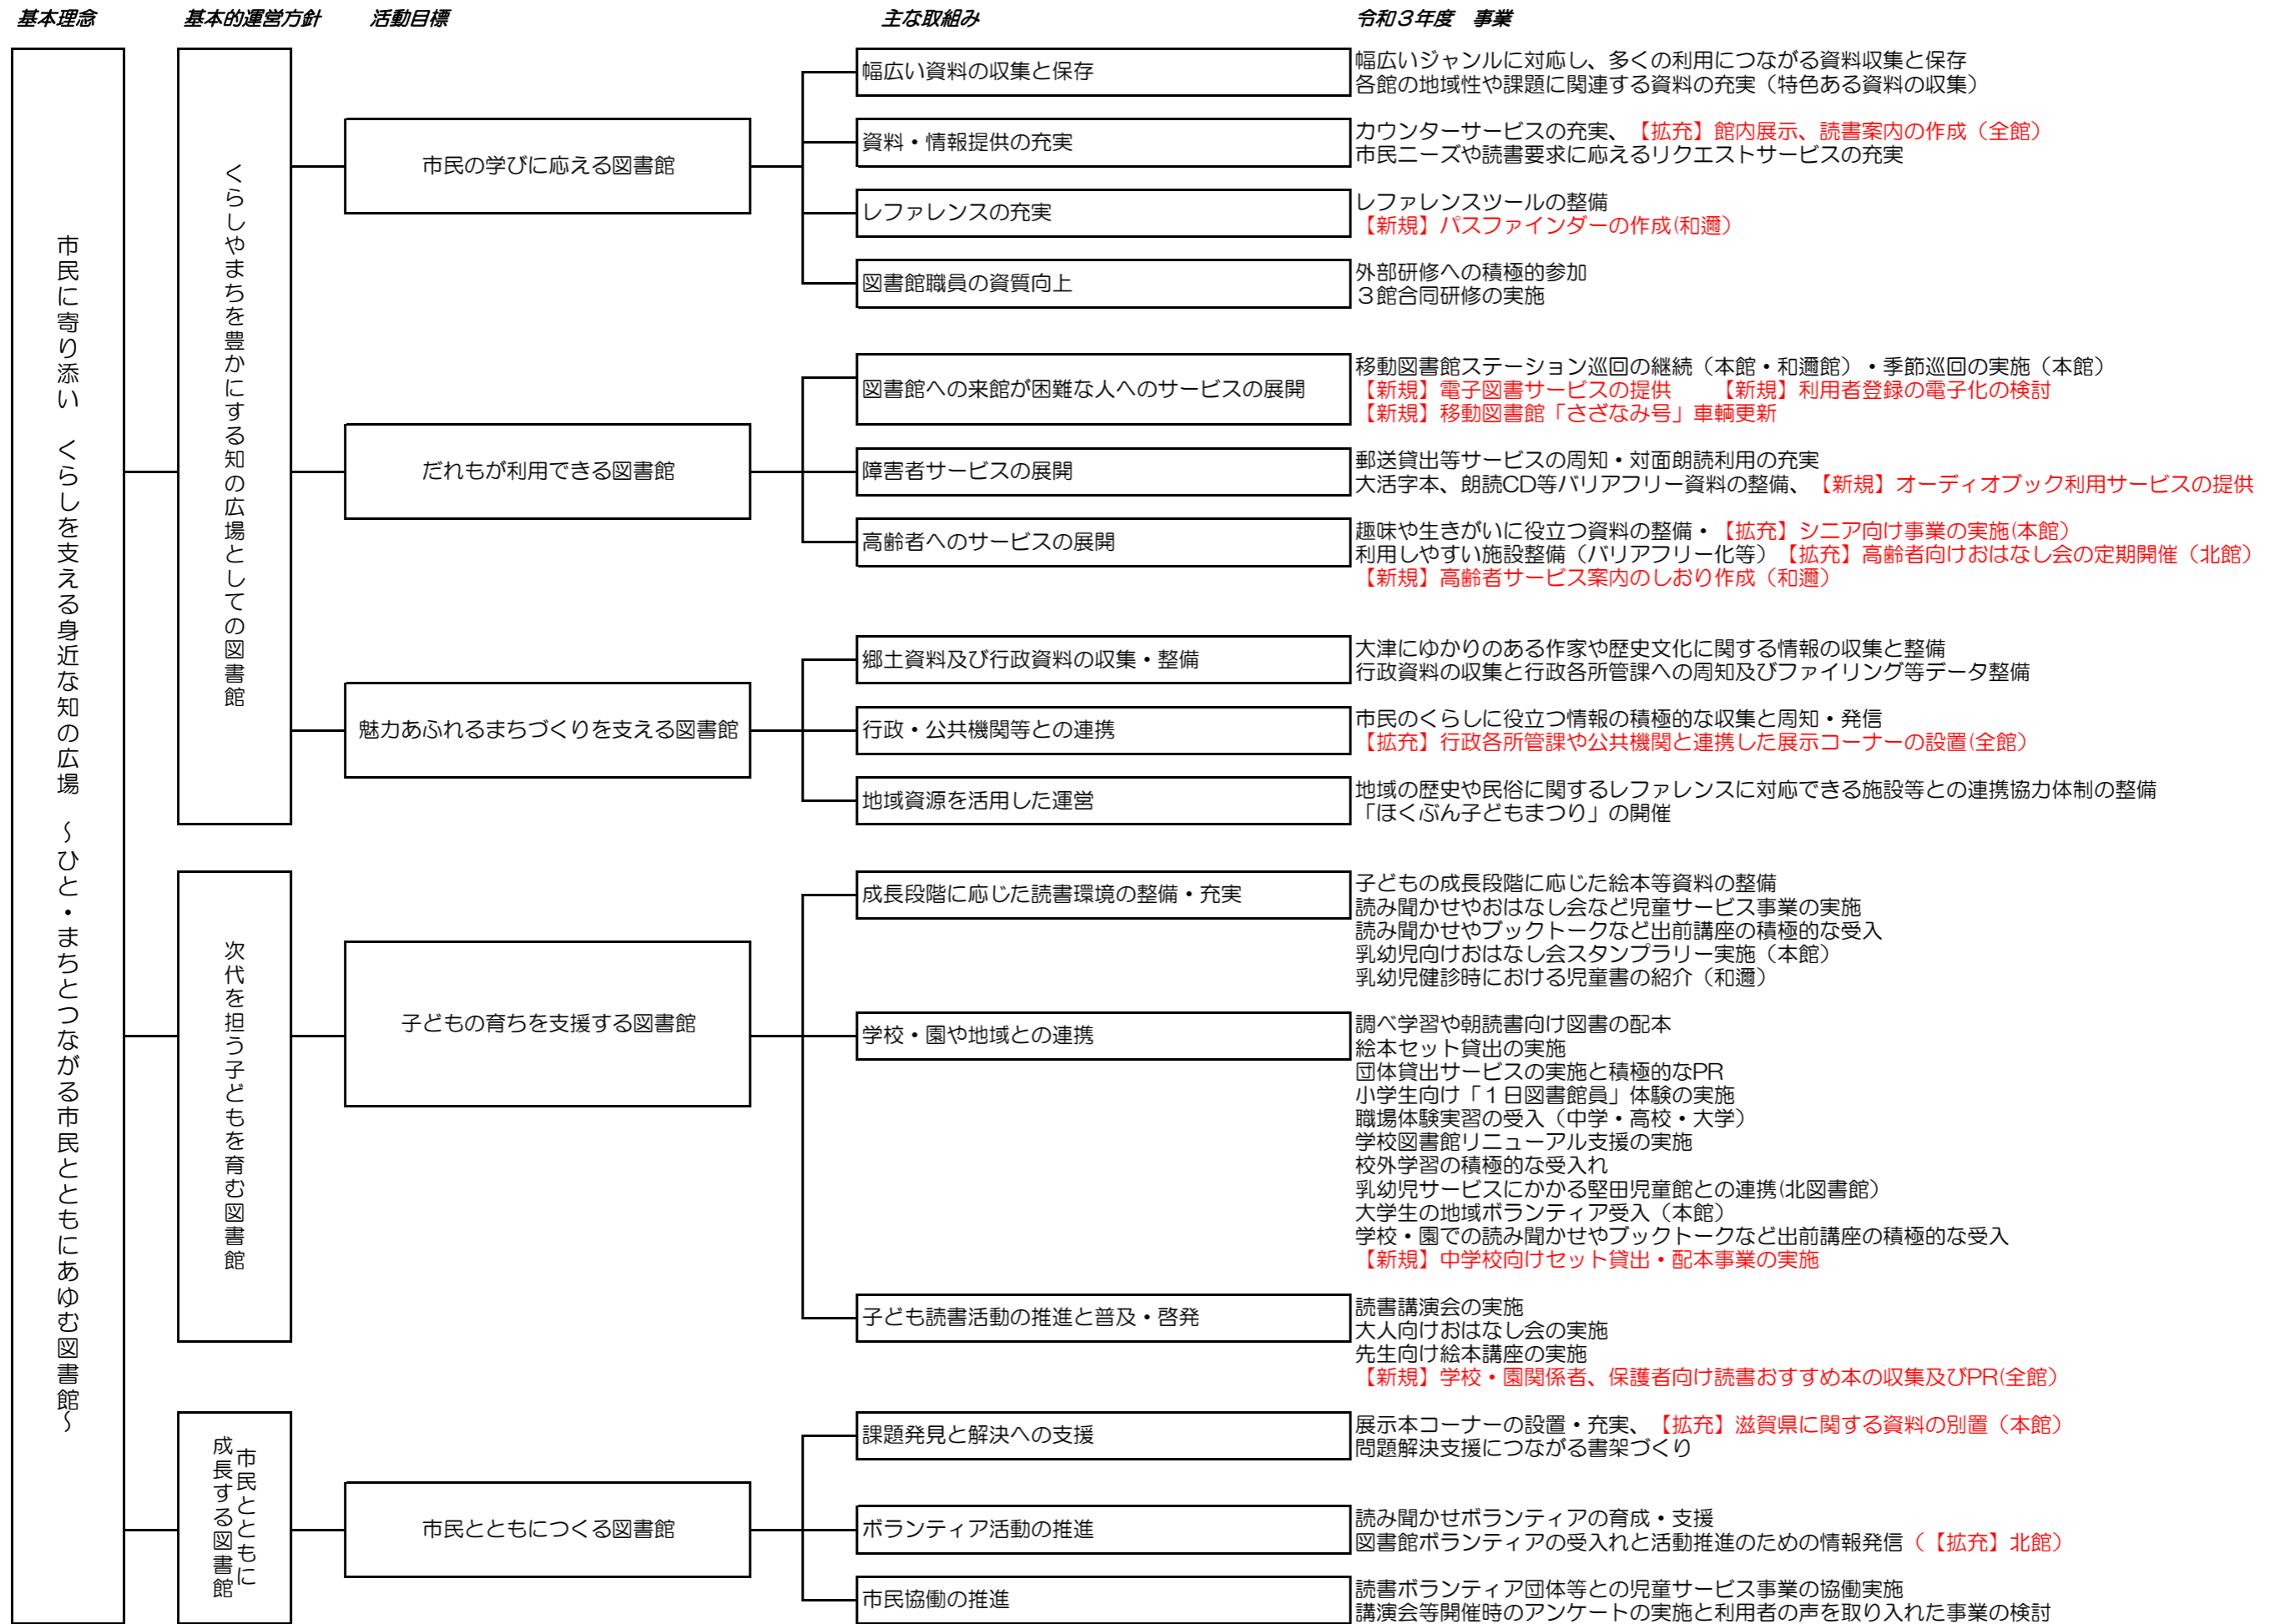 基本理念
基本的運営方針
活動目標
主な取組み
令和３年度　事業
市民に寄り添い　くらしを支える身近な知の広場　～ひと・まちとつながる市民とともにあゆむ図書館～
くらしやまちを豊かにする知の広場としての図書館
市民の学びに応える図書館
幅広い資料の収集と保存
幅広いジャンルに対応し、多くの利用につながる資料収集と保存
各館の地域性や課題に関連する資料の充実（特色ある資料の収集）
資料・情報提供の充実
カウンターサービスの充実、【拡充】館内展示、読書案内の作成（全館）
市民ニーズや読書要求に応えるリクエストサービスの充実
レファレンスの充実
レファレンスツールの整備
【新規】パスファインダーの作成(和邇）
図書館職員の資質向上
外部研修への積極的参加
３館合同研修の実施
だれもが利用できる図書館
図書館への来館が困難な人へのサービスの展開
移動図書館ステーション巡回の継続（本館・和邇館）・季節巡回の実施（本館）
【新規】電子図書サービスの提供　　【新規】利用者登録の電子化の検討
【新規】移動図書館「さざなみ号」車輌更新
障害者サービスの展開
郵送貸出等サービスの周知・対面朗読利用の充実
大活字本、朗読CD等バリアフリー資料の整備、【新規】オーディオブック利用サービスの提供
高齢者へのサービスの展開
趣味や生きがいに役立つ資料の整備・【拡充】シニア向け事業の実施(本館）
利用しやすい施設整備（バリアフリー化等）【拡充】高齢者向けおはなし会の定期開催（北館）
【新規】高齢者サービス案内のしおり作成（和邇）
魅力あふれるまちづくりを支える図書館
郷土資料及び行政資料の収集・整備
大津にゆかりのある作家や歴史文化に関する情報の収集と整備
行政資料の収集と行政各所管課への周知及びファイリング等データ整備
行政・公共機関等との連携
市民のくらしに役立つ情報の積極的な収集と周知・発信
【拡充】行政各所管課や公共機関と連携した展示コーナーの設置(全館）
地域資源を活用した運営
地域の歴史や民俗に関するレファレンスに対応できる施設等との連携協力体制の整備
「ほくぶん子どもまつり」の開催
次代を担う子どもを育む図書館
子どもの育ちを支援する図書館
成長段階に応じた読書環境の整備・充実
子どもの成長段階に応じた絵本等資料の整備
読み聞かせやおはなし会など児童サービス事業の実施
読み聞かせやブックトークなど出前講座の積極的な受入
乳幼児向けおはなし会スタンプラリー実施（本館）
乳幼児健診時における児童書の紹介（和邇）
学校・園や地域との連携
調べ学習や朝読書向け図書の配本
絵本セット貸出の実施
団体貸出サービスの実施と積極的なPR
小学生向け「１日図書館員」体験の実施
職場体験実習の受入（中学・高校・大学）
学校図書館リニューアル支援の実施
校外学習の積極的な受入れ
乳幼児サービスにかかる堅田児童館との連携(北図書館）
大学生の地域ボランティア受入（本館）
学校・園での読み聞かせやブックトークなど出前講座の積極的な受入
【新規】中学校向けセット貸出・配本事業の実施
子ども読書活動の推進と普及・啓発
読書講演会の実施
大人向けおはなし会の実施
先生向け絵本講座の実施
【新規】学校・園関係者、保護者向け読書おすすめ本の収集及びPR(全館）
市民とともに
成長する図書館
市民とともにつくる図書館
課題発見と解決への支援
展示本コーナーの設置・充実、【拡充】滋賀県に関する資料の別置（本館）
問題解決支援につながる書架づくり
ボランティア活動の推進
読み聞かせボランティアの育成・支援
図書館ボランティアの受入れと活動推進のための情報発信（【拡充】北館）
市民協働の推進
読書ボランティア団体等との児童サービス事業の協働実施
講演会等開催時のアンケートの実施と利用者の声を取り入れた事業の検討